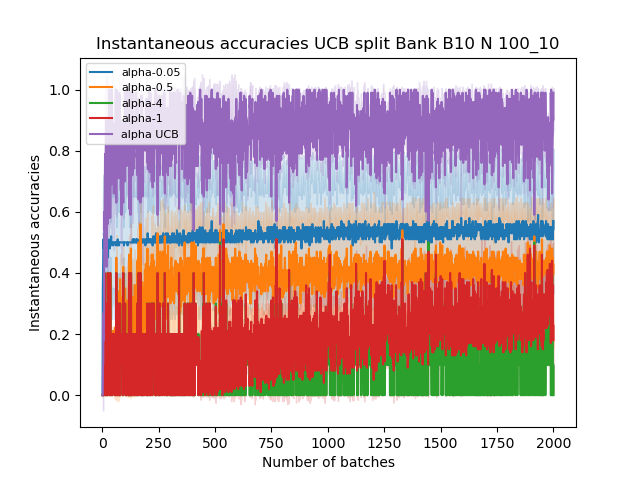 Instantaneous accuracies UCB split Bank B10 N 100_10
alpha-0.05
alpha-0.5
alpha-4
alpha-1
alpha UCB
1.0
0.8
0.6
0.4
0.2
0.0
Instantaneous accuracies
0 250 500 750 1000 1250 1500 1750 2000
Number of batches